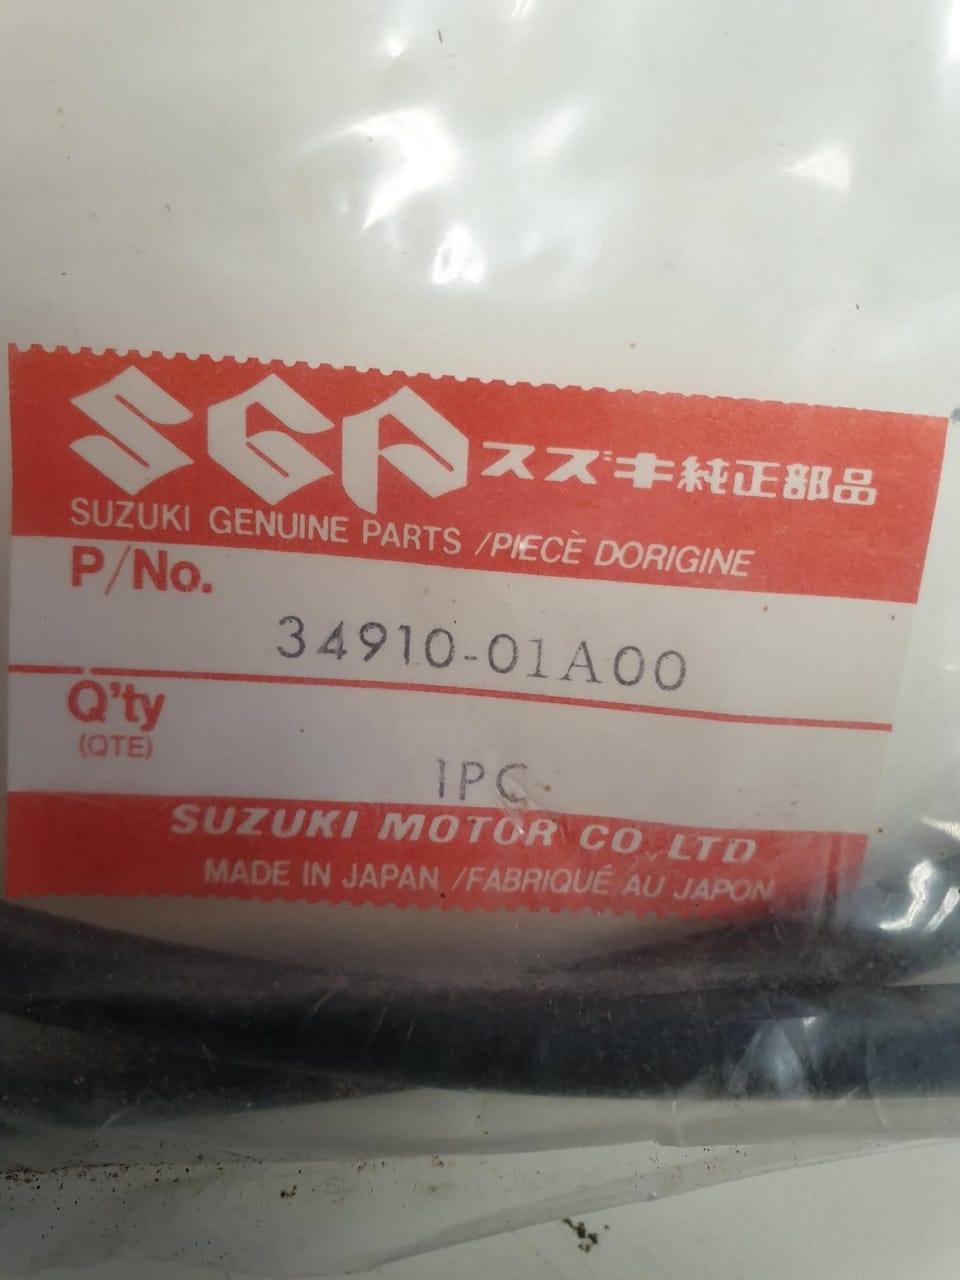 SGP スズキ純正部品
SUZUKI GENUINE PARTS /PIECÈ DORIGINE
P/No.
34910-01A00
Q'ty
(QTE)
1PC
SUZUKI MOTOR CO.,LTD
MADE IN JAPAN /FABRIQUÉ AU JAPON